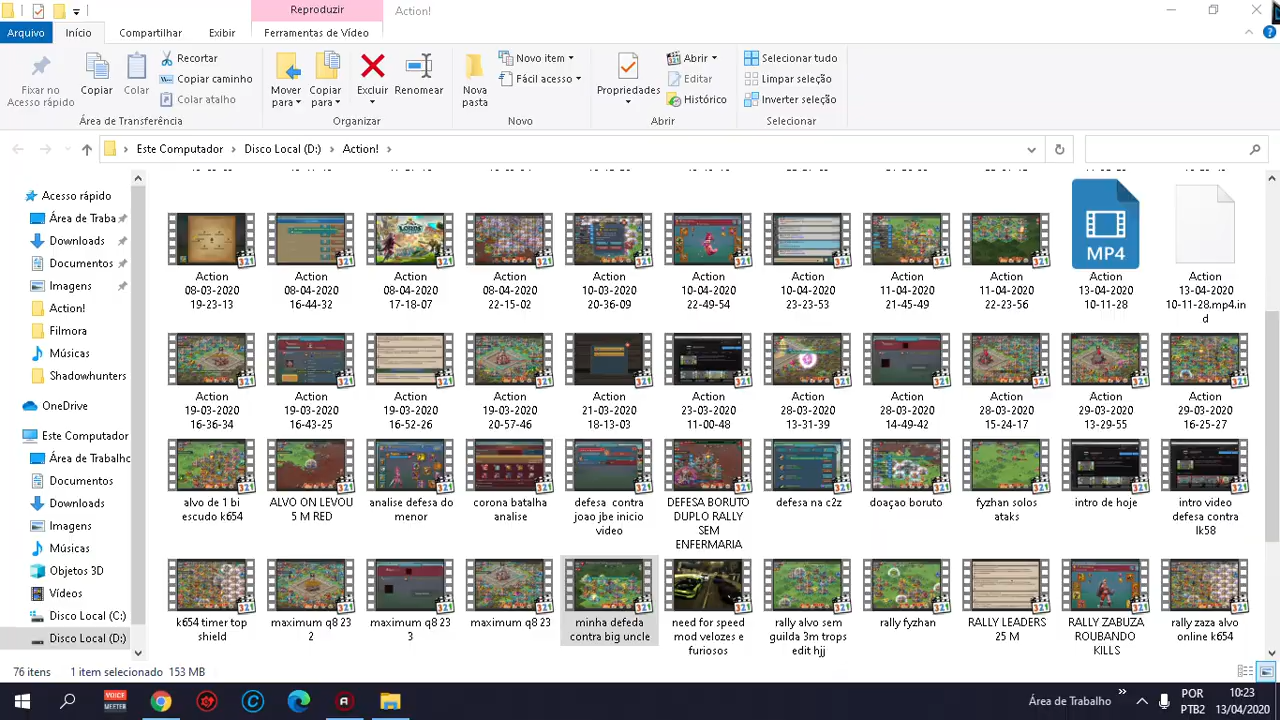 Reproduzir
Action!
Arquivo
Início
Compartilhar
Exibir
Ferramentas de Vídeo
Fixar no
Acesso rápido
Copiar
Colar
Recortar
Copiar caminho
Colar atalho
Área de Transferência
Mover
para
Copiar
para
Excluir
Renomear
Organizar
Nova
pasta
Novo item
Fácil acesso
Novo
Propriedades
Abrir
Editar
Histórico
Abrir
Selecionar tudo
Limpar seleção
Inverter seleção
Selecionar
Este Computador
Disco Local (D:)
Action!
Acesso rápido
Área de Traba
Downloads
Documentos
Imagens
Action!
Filmora
Músicas
Shadowhunters
OneDrive
Este Computador
Área de Trabalho
Documentos
Downloads
Imagens
Músicas
Objetos 3D
Vídeos
Disco Local (C:)
Disco Local (D:)
Action
08-03-2020
19-23-13
Action
08-04-2020
16-44-32
Action
08-04-2020
17-18-07
Action
08-04-2020
22-15-02
Action
10-03-2020
20-36-09
Action
10-04-2020
22-49-54
Action
10-04-2020
23-23-53
Action
11-04-2020
21-45-49
Action
11-04-2020
22-23-56
MP4
Action
13-04-2020
10-11-28
Action
13-04-2020
10-11-28.mp4.in
d
Action
19-03-2020
16-36-34
Action
19-03-2020
16-43-25
Action
19-03-2020
16-52-26
Action
19-03-2020
20-57-46
Action
21-03-2020
18-13-03
Action
23-03-2020
11-00-48
Action
28-03-2020
13-31-39
Action
28-03-2020
14-49-42
Action
28-03-2020
15-24-17
Action
29-03-2020
13-29-55
Action
29-03-2020
16-25-27
alvo de 1 bi
escudo k654
ALVO ON LEVOU
5 M RED
analise defesa do
menor
corona batalha
analise
defesa contra
joao jbe inicio
video
DEFESA BORUTO
DUPLO RALLY
SEM
ENFERMARIA
defesa na c2z
doaçao boruto
fyzhan solos
ataks
intro de hoje
intro video
defesa contra
lk58
k654 timer top
shield
maximum q8 23
2
maximum q8 23
3
maximum q8 23
minha defeda
contra big uncle
need for speed
mod velozes e
furiosos
rally alvo sem
guilda 3m trops
edit hjj
rally fyzhan
RALLY LEADERS
25 M
RALLY ZABUZA
ROUBANDO
KILLS
rally zaza alvo
online k654
76 itens
1 item selecionado 153 MB
VOICE
MEETER
Área de Trabalho
POR
PTB2
10:23
13/04/2020